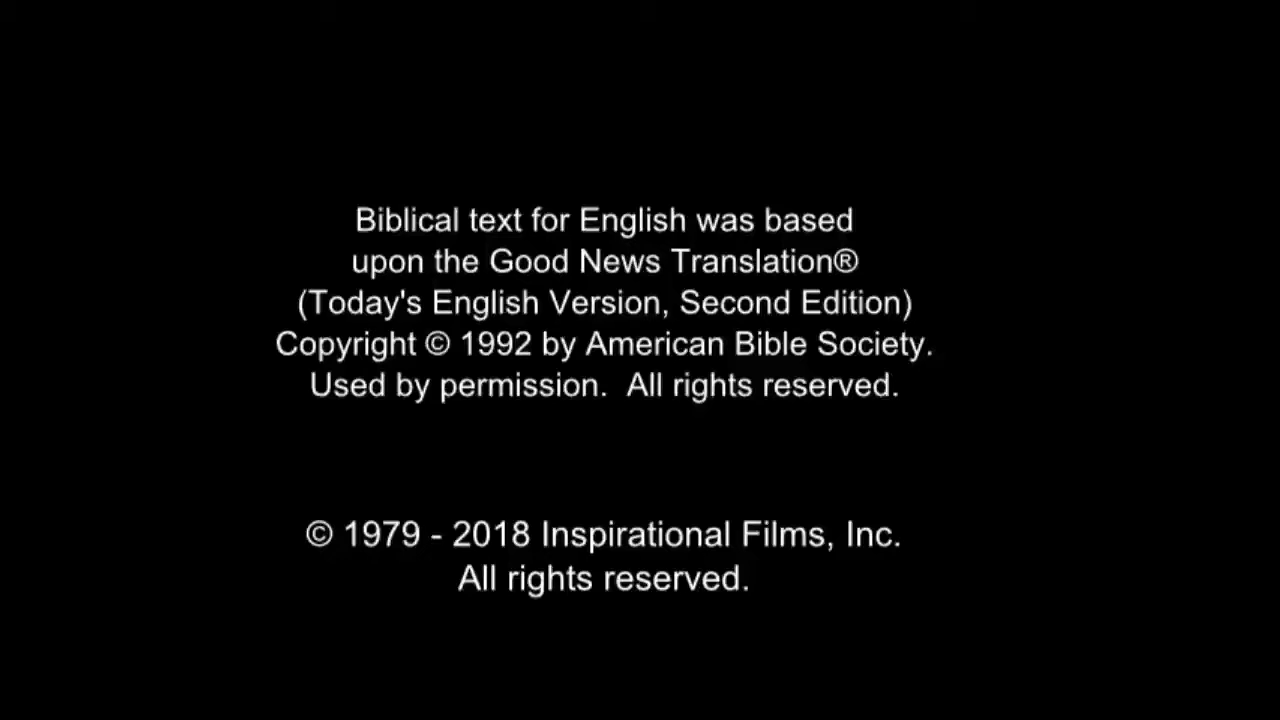 Biblical text for English was based
upon the Good News Translation®
(Today's English Version, Second Edition)
Copyright © 1992 by American Bible Society.
Used by permission.  All rights reserved.
© 1979 - 2018 Inspirational Films, Inc.
All rights reserved.